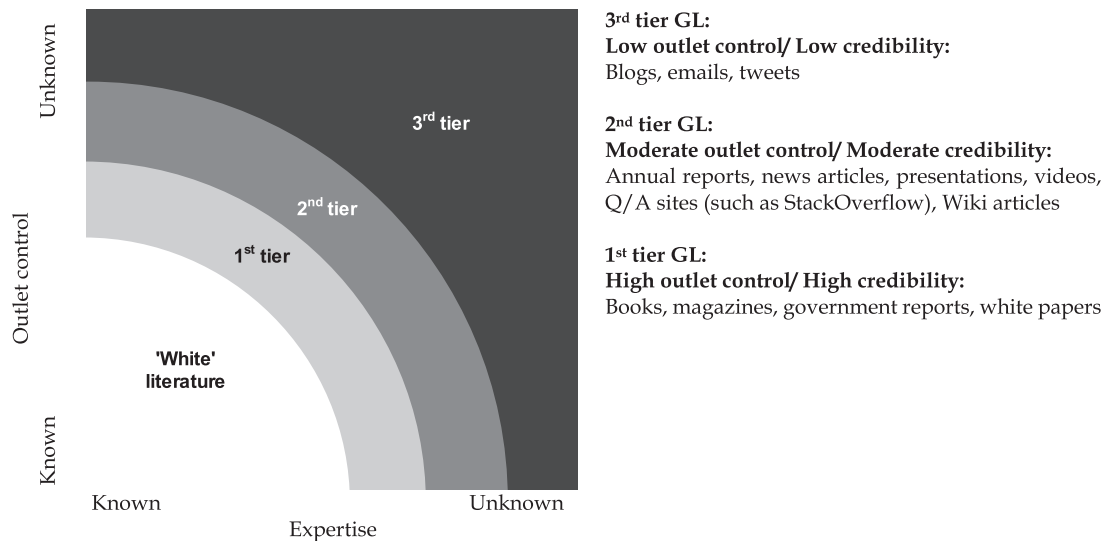 Unknown
Outlet control
Known
3rd tier
2nd tier
1st tier
'White'
literature
Known
Unknown
Expertise
3rd tier GL:
Low outlet control/ Low credibility:
Blogs, emails, tweets
2nd tier GL:
Moderate outlet control/ Moderate credibility:
Annual reports, news articles, presentations, videos,
Q/A sites (such as StackOverflow), Wiki articles
1st tier GL:
High outlet control/ High credibility:
Books, magazines, government reports, white papers